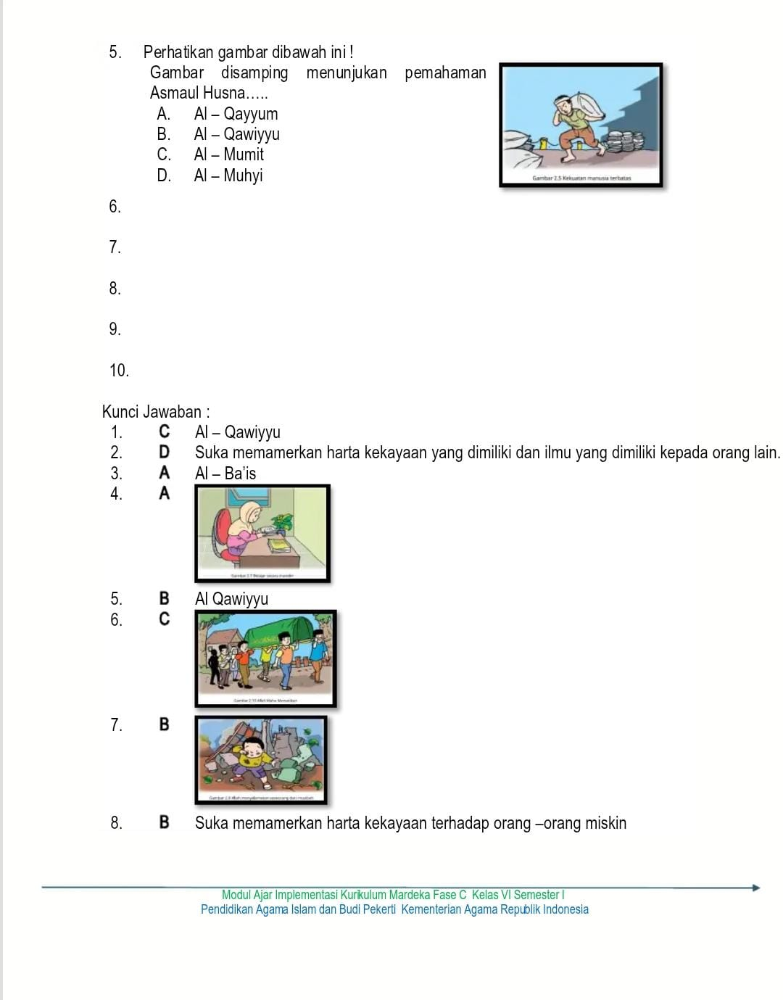 5. Perhatikan gambar dibawah ini !
Gambar disamping menunjukan pemahaman
Asmaul Husna…..
A. Al – Qayyum
B. Al – Qawiyyu
C. Al – Mumit
D. Al – Muhyi
Gambar 2.5 Kekuatan manusia terbatas
6.
7.
8.
9.
10.
Kunci Jawaban :
1. C Al – Qawiyyu
2. D Suka memamerkan harta kekayaan yang dimiliki dan ilmu yang dimiliki kepada orang lain.
3. A Al – Ba’is
4. A
Gambar 2.7 Belajar secara mandiri
5. B Al Qawiyyu
6. C
Gambar 2.10 Allah Maha Mematikan
7. B
Gambar 2.8 Allah menyelamatkan seseorang dari musibah
8. B Suka memamerkan harta kekayaan terhadap orang –orang miskin
Modul Ajar Implementasi Kurikulum Mardeka Fase C Kelas VI Semester I
Pendidikan Agama Islam dan Budi Pekerti Kementerian Agama Republik Indonesia